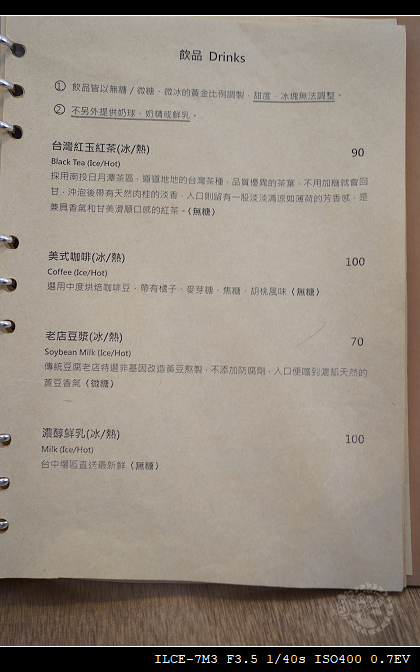 飲品 Drinks
① 飲品皆以無糖 / 微糖、微冰的黃金比例調製，甜度、冰塊無法調整。
② 不另外提供奶球、奶精或鮮乳。
台灣紅玉紅茶(冰/熱) 90
Black Tea (Ice/Hot)
採用南投日月潭茶區，道道地地的台灣茶種，品質優異的茶葉，不用加糖就會回
甘，沖泡後帶有天然肉桂的淡香，入口則留有一股淡淡清涼如薄荷的芳香感，是
兼具香氣和甘美滑順口感的紅茶。〈無糖〉
美式咖啡(冰/熱) 100
Coffee (Ice/Hot)
選用中度烘焙咖啡豆，帶有橘子、麥芽糖、焦糖、胡桃風味〈無糖〉
老店豆漿(冰/熱) 70
Soybean Milk (Ice/Hot)
傳統豆腐老店特選非基因改造黃豆熬製，不添加防腐劑，入口便嚐到濃郁天然的
黃豆香氣〈微糖〉
濃醇鮮乳(冰/熱) 100
Milk (Ice/Hot)
台中場區直送最新鮮〈無糖〉
ILCE-7M3 F3.5 1/40s ISO400 0.7EV